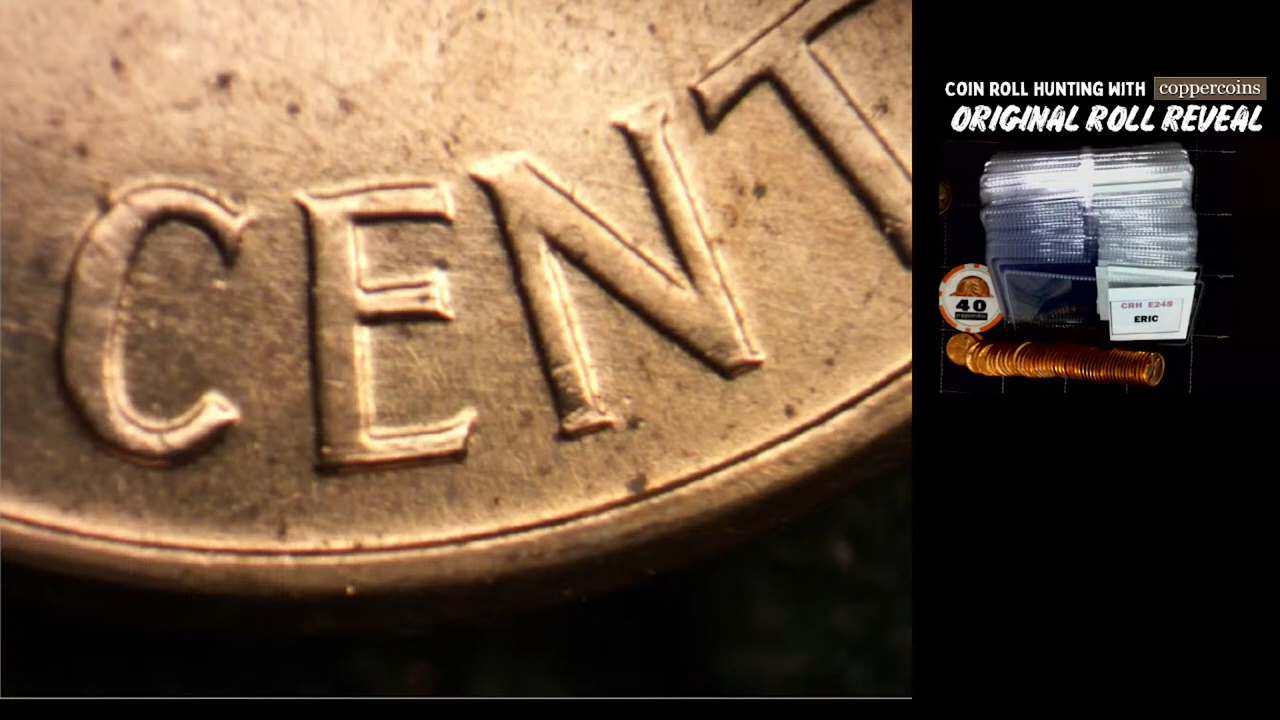 CENT
COIN ROLL HUNTING WITH coppercoins
ORIGINAL ROLL REVEAL
40
CRH E248
ERIC